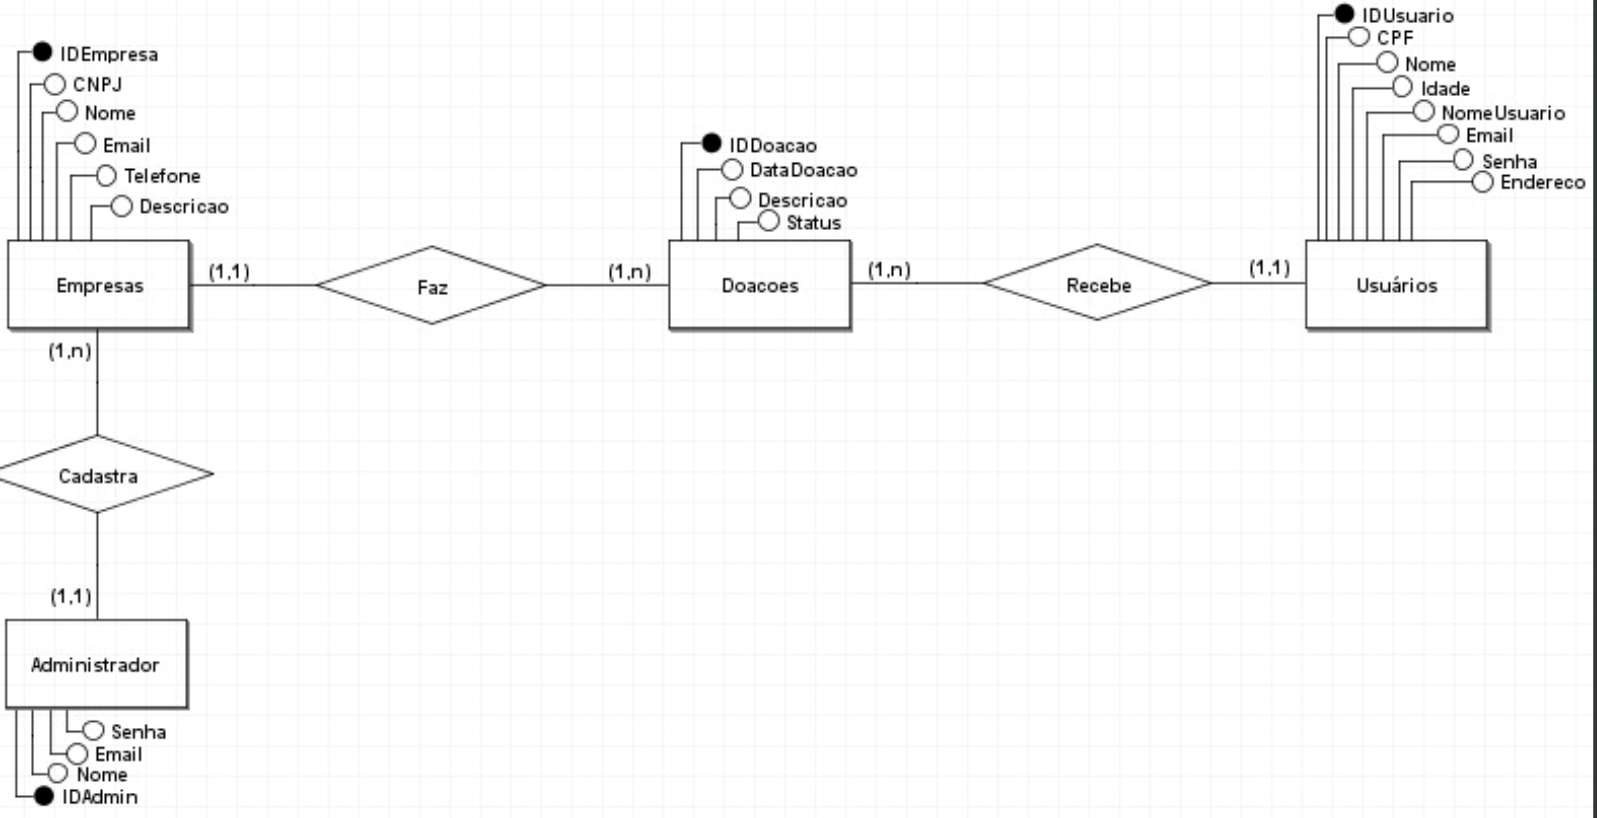 IDEmpresa
CNPJ
Nome
Email
Telefone
Descricao
Empresas
(1,1)
Faz
(1,n)
IDDoacao
DataDoacao
Descricao
Status
Doacoes
(1,n)
Recebe
(1,1)
IDUsuario
CPF
Nome
Idade
NomeUsuario
Email
Senha
Endereco
Usuários
(1,n)
Cadastra
(1,1)
Administrador
Senha
Email
Nome
IDAdmin